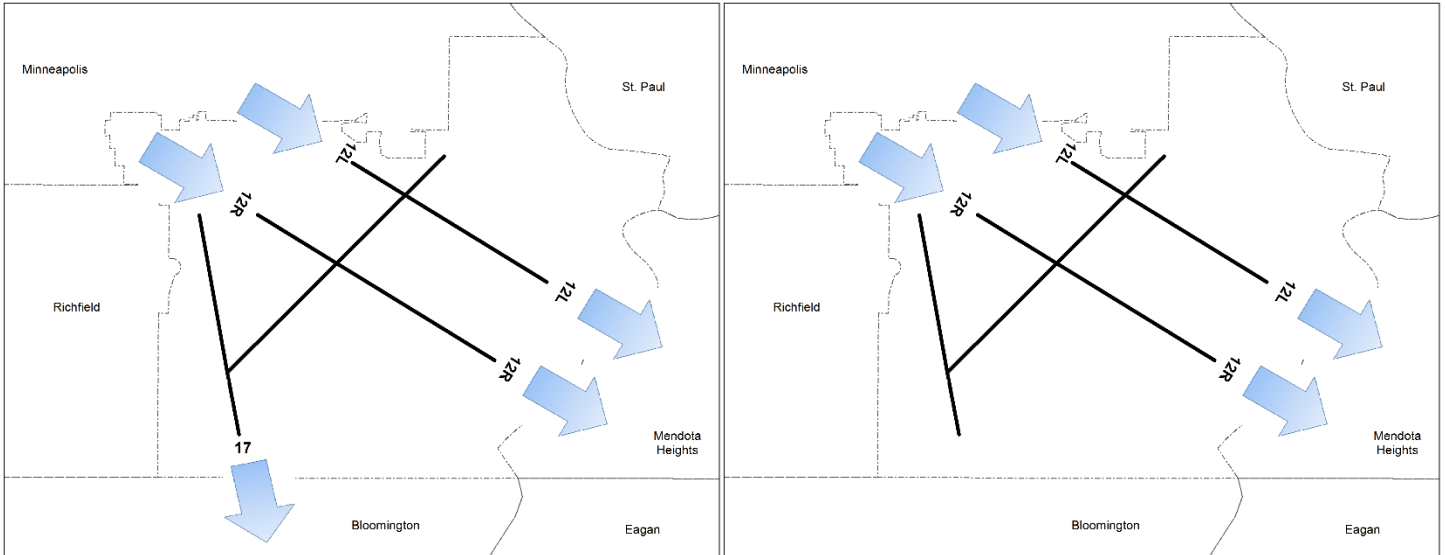 Minneapolis
St. Paul
12L
12R
Richfield
12L
12R
Mendota
Heights
17
Bloomington
Eagan
Minneapolis
St. Paul
12L
12R
Richfield
12L
12R
Mendota
Heights
Bloomington
Eagan